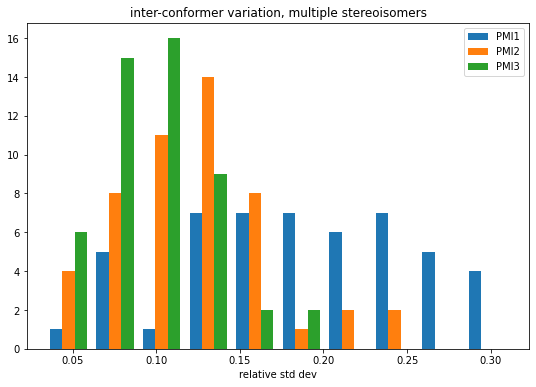 inter-conformer variation, multiple stereoisomers
PMI1
PMI2
PMI3
16
14
12
10
8
6
4
2
0
0.05 0.10 0.15 0.20 0.25 0.30
relative std dev